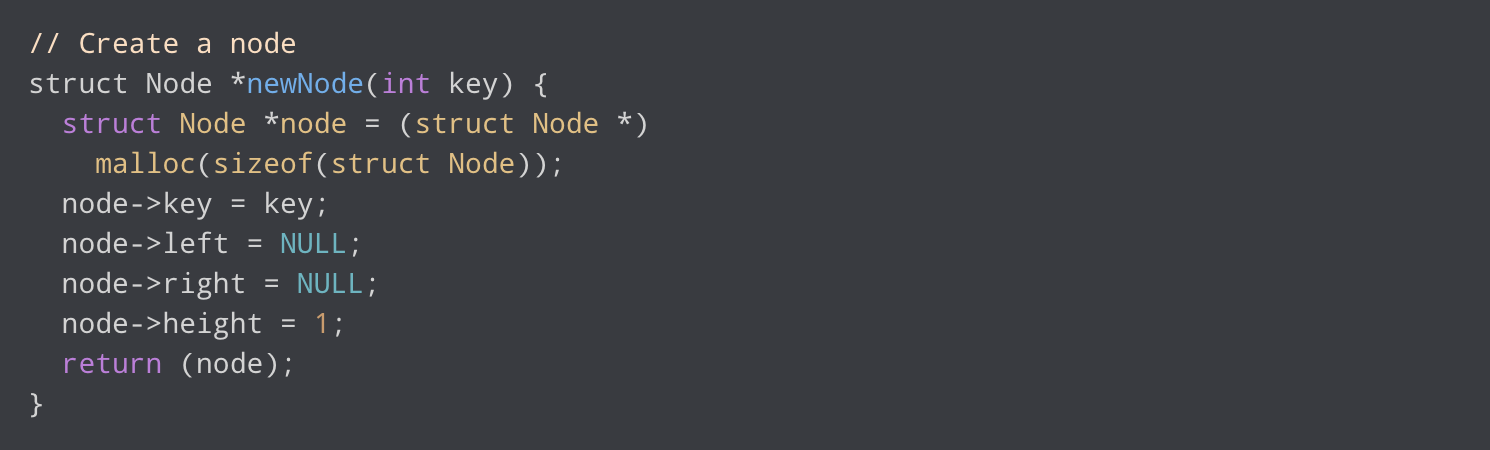 // Create a node
struct Node *newNode(int key) {
  struct Node *node = (struct Node *)
    malloc(sizeof(struct Node));
  node->key = key;
  node->left = NULL;
  node->right = NULL;
  node->height = 1;
  return (node);
}